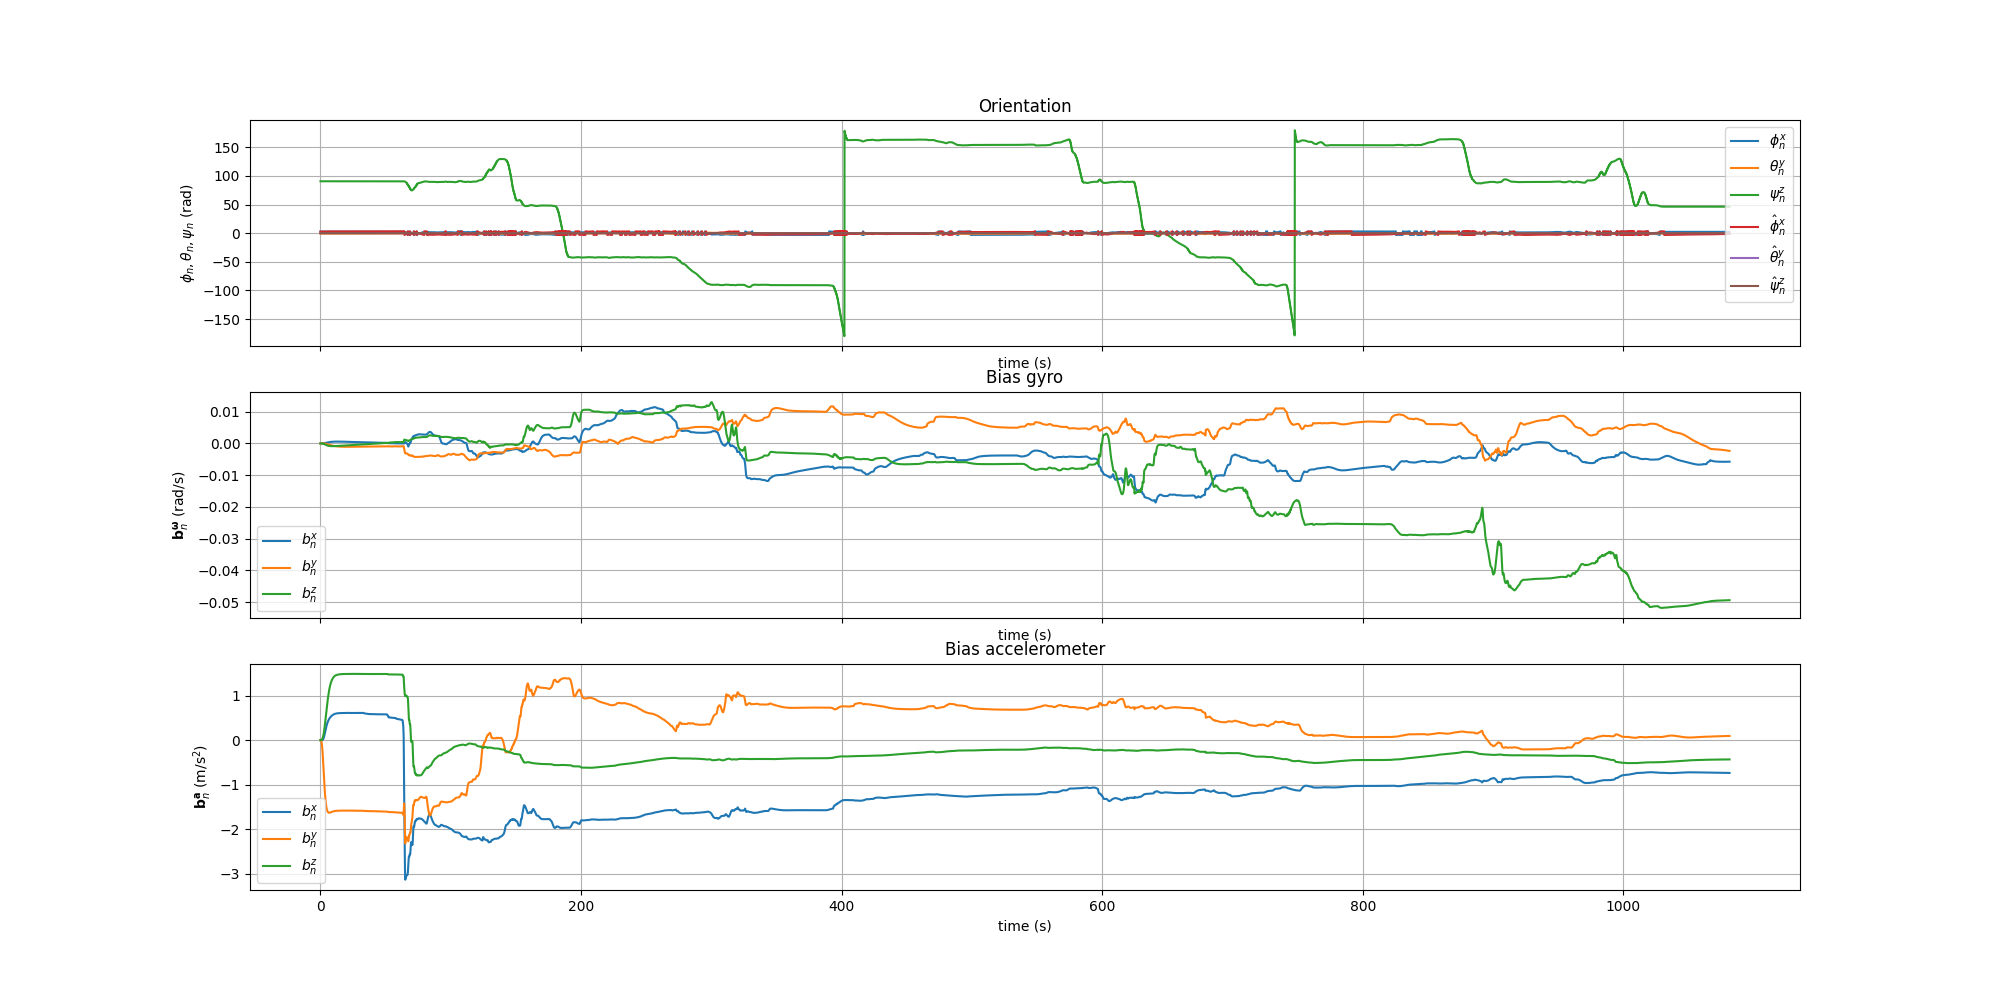 Orientation
150
100
50
0
−50
−100
−150
ϕₙ, θₙ, ψₙ (rad)
ϕₙˣ
θₙʸ
ψₙᶻ
ϕ̂ₙˣ
θ̂ₙʸ
ψ̂ₙᶻ
time (s)
Bias gyro
0.01
0.00
−0.01
−0.02
−0.03
−0.04
−0.05
𝐛ₙ^𝛚 (rad/s)
bₙˣ
bₙʸ
bₙᶻ
time (s)
Bias accelerometer
1
0
−1
−2
−3
𝐛ₙ^𝐚 (m/s²)
bₙˣ
bₙʸ
bₙᶻ
0 200 400 600 800 1000
time (s)